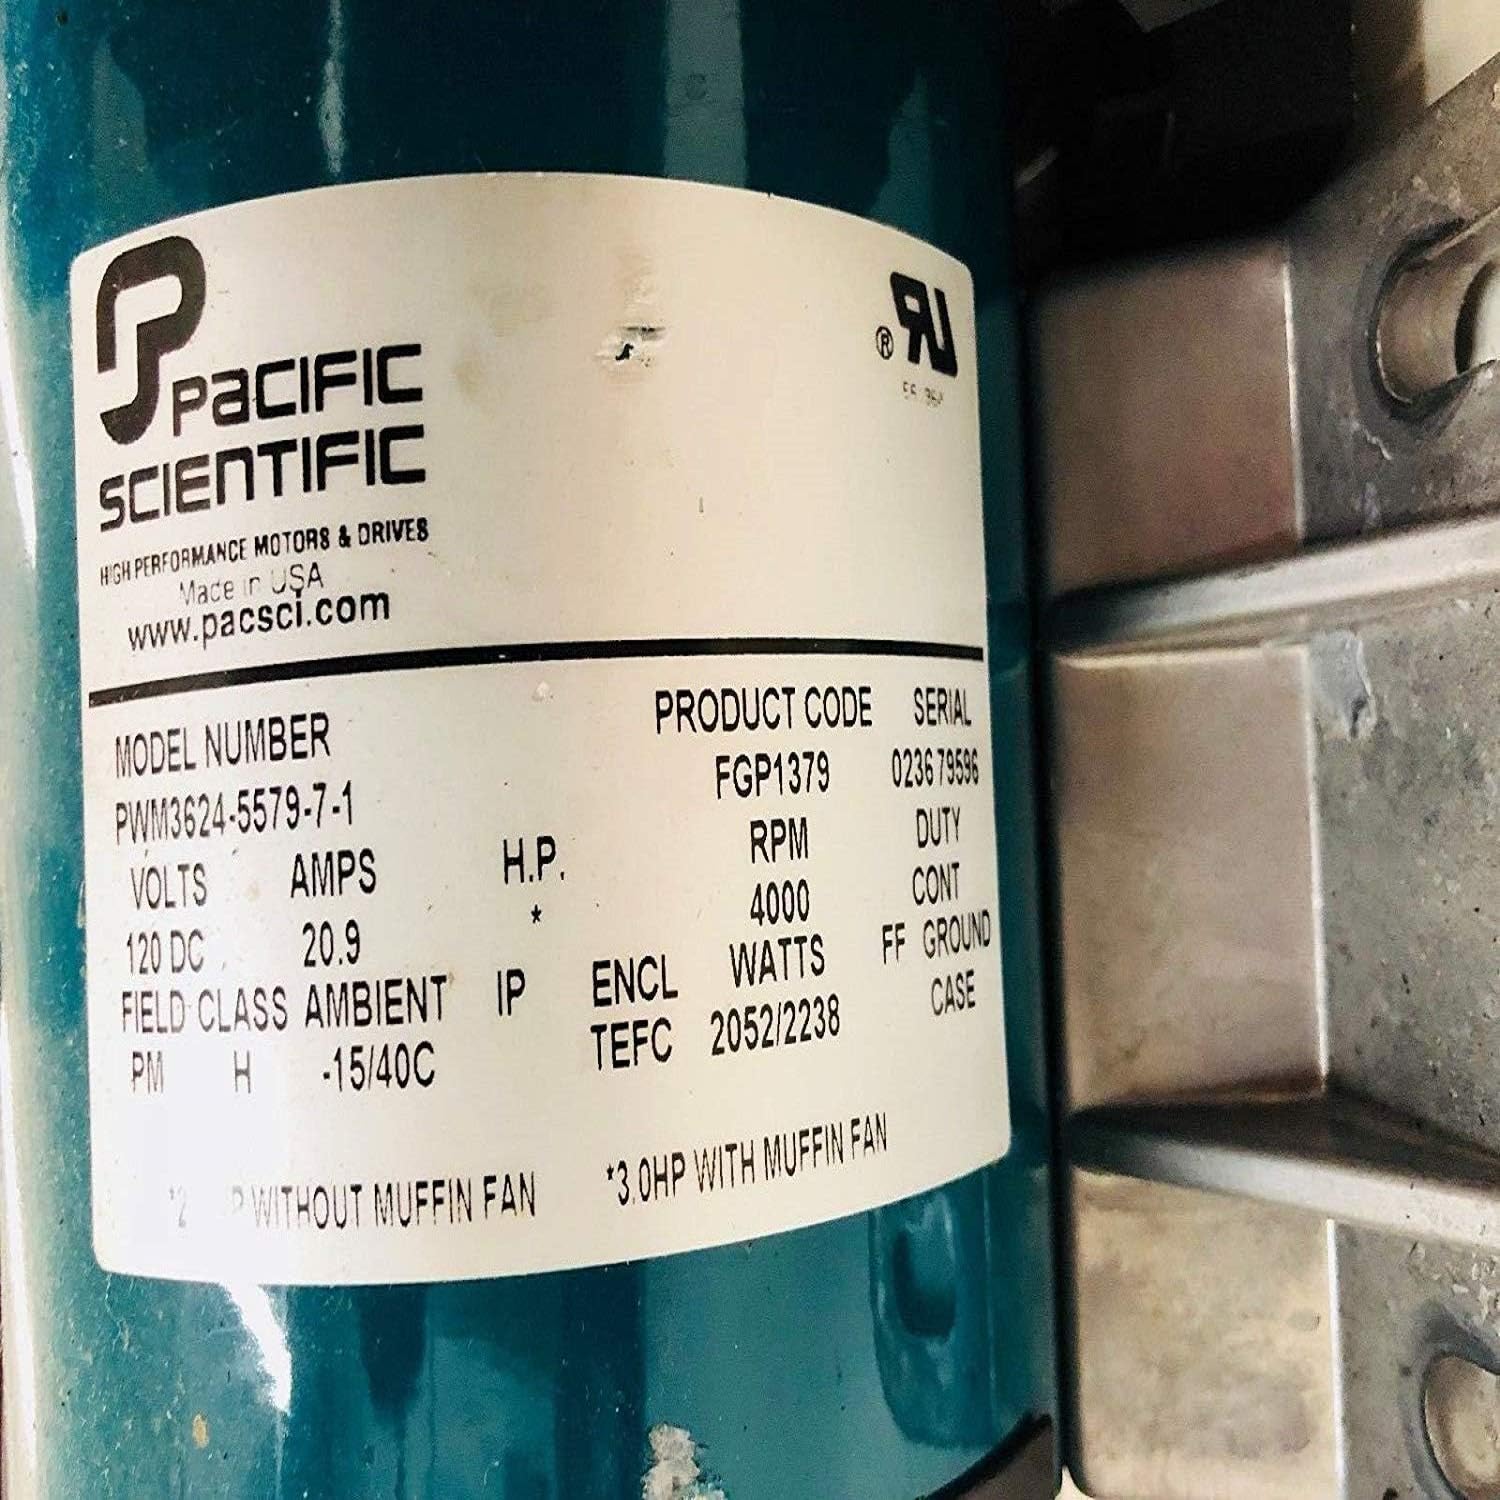 PACIFIC
SCIENTIFIC
HIGH PERFORMANCE MOTORS & DRIVES
Made in USA
www.pacsci.com
®
MODEL NUMBER PRODUCT CODE SERIAL
PWM3624-5579-7-1 FGP1379 02367959​6
VOLTS AMPS H.P. RPM DUTY
120 DC 20.9 * 4000 CONT
FIELD CLASS AMBIENT IP ENCL WATTS FF GROUND
PM H -15/40C TEFC 2052/2238 CASE
WITHOUT MUFFIN FAN *3.0HP WITH MUFFIN FAN